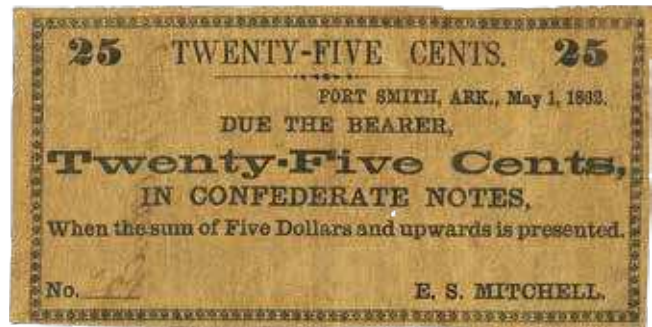 25 TWENTY-FIVE CENTS. 25
FORT SMITH, ARK., May 1, 1862.
DUE THE BEARER,
Twenty-Five Cents,
IN CONFEDERATE NOTES,
When the sum of Five Dollars and upwards is presented.
No. E. S. MITCHELL.